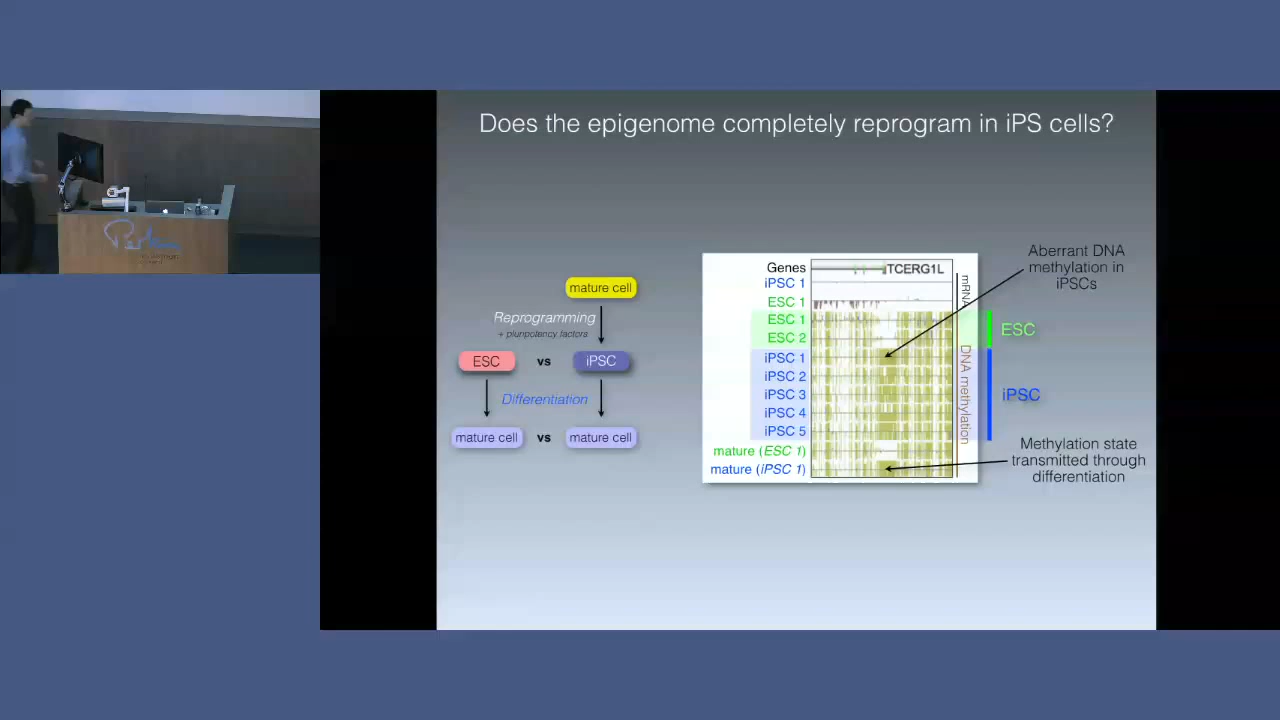 Does the epigenome completely reprogram in iPS cells?
mature cell
Reprogramming
+ pluripotency factors
ESC vs iPSC
Differentiation
mature cell vs mature cell
Genes TCERG1L
iPSC 1
ESC 1
ESC 1
ESC 2
iPSC 1
iPSC 2
iPSC 3
iPSC 4
iPSC 5
mature (ESC 1)
mature (iPSC 1)
mRNA
DNA methylation
Aberrant DNA
methylation in
iPSCs
ESC
iPSC
Methylation state
transmitted through
differentiation